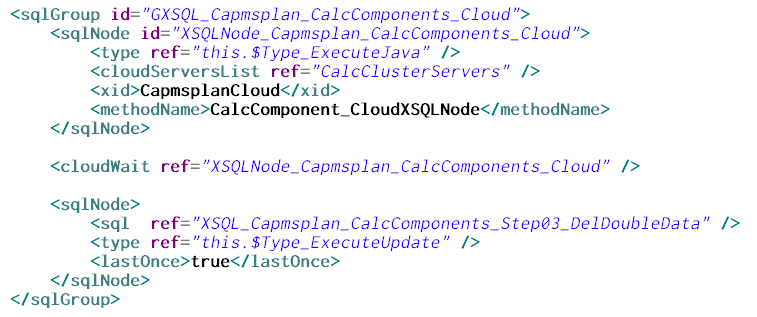 <sqlGroup id="GXSQL_Capmsplan_CalcComponents_Cloud">
<sqlNode id="XSQLNode_Capmsplan_CalcComponents_Cloud">
<type ref="this.$Type_ExecuteJava" />
<cloudServersList ref="CalcClusterServers" />
<xid>CapmsplanCloud</xid>
<methodName>CalcComponent_CloudXSQLNode</methodName>
</sqlNode>
<cloudWait ref="XSQLNode_Capmsplan_CalcComponents_Cloud" />
<sqlNode>
<sql  ref="XSQL_Capmsplan_CalcComponents_Step03_DelDoubleData" />
<type ref="this.$Type_ExecuteUpdate" />
<lastOnce>true</lastOnce>
</sqlNode>
</sqlGroup>